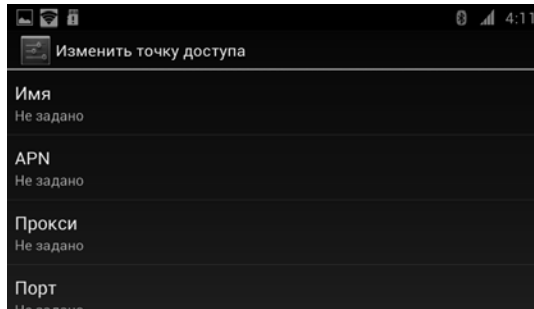 4:11
Изменить точку доступа
Имя
Не задано
APN
Не задано
Прокси
Не задано
Порт